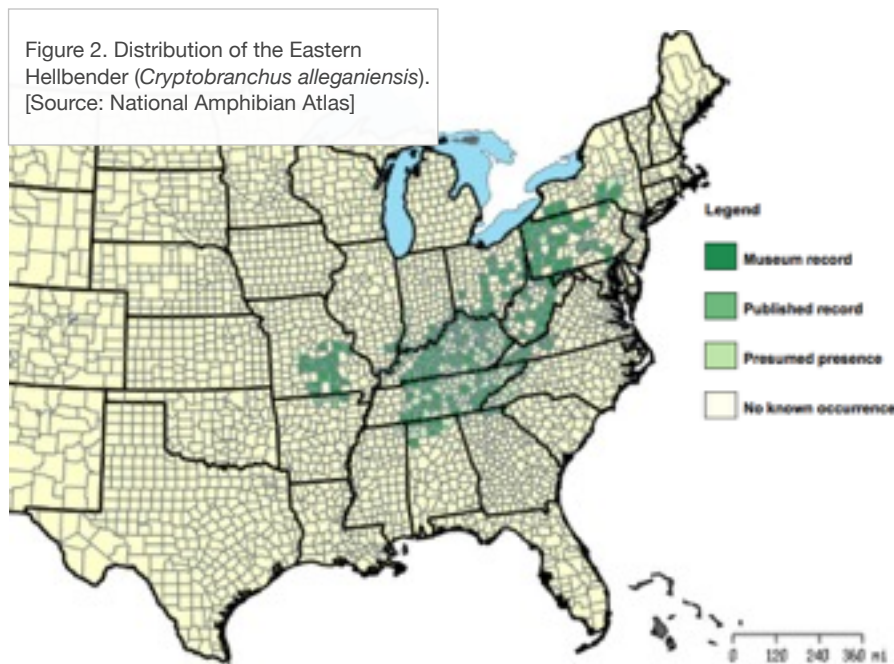 Figure 2. Distribution of the Eastern
Hellbender (Cryptobranchus alleganiensis).
[Source: National Amphibian Atlas]
Legend
Museum record
Published record
Presumed presence
No known occurrence
0 120 240 360 mi